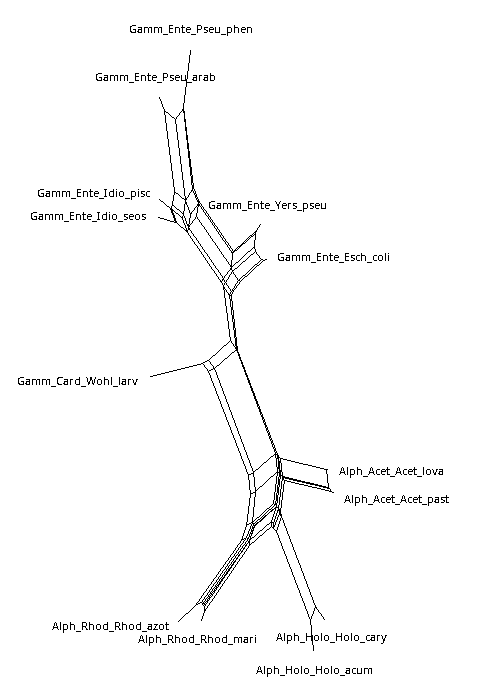 Gamm_Ente_Pseu_phen
Gamm_Ente_Pseu_arab
Gamm_Ente_Idio_pisc
Gamm_Ente_Yers_pseu
Gamm_Ente_Idio_seos
Gamm_Ente_Esch_coli
Gamm_Card_Wohl_larv
Alph_Acet_Acet_lova
Alph_Acet_Acet_past
Alph_Rhod_Rhod_azot
Alph_Rhod_Rhod_mari
Alph_Holo_Holo_cary
Alph_Holo_Holo_acum